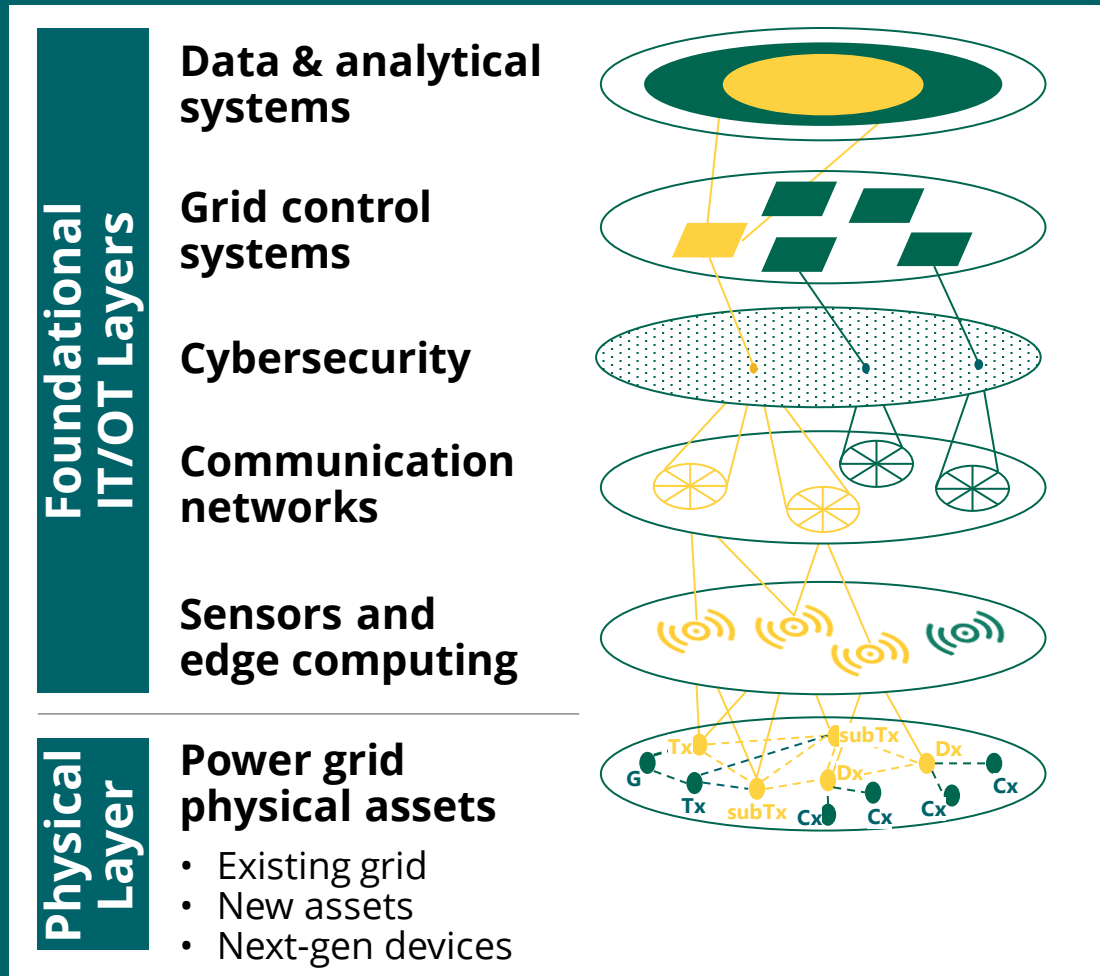 Foundational
IT/OT Layers
Data & analytical
systems
Grid control
systems
Cybersecurity
Communication
networks
Sensors and
edge computing
Physical
Layer
Power grid
physical assets
• Existing grid
• New assets
• Next-gen devices
Tx
subTx
Dx
G
Tx
subTx
Dx
Cx
Cx
Cx
Cx